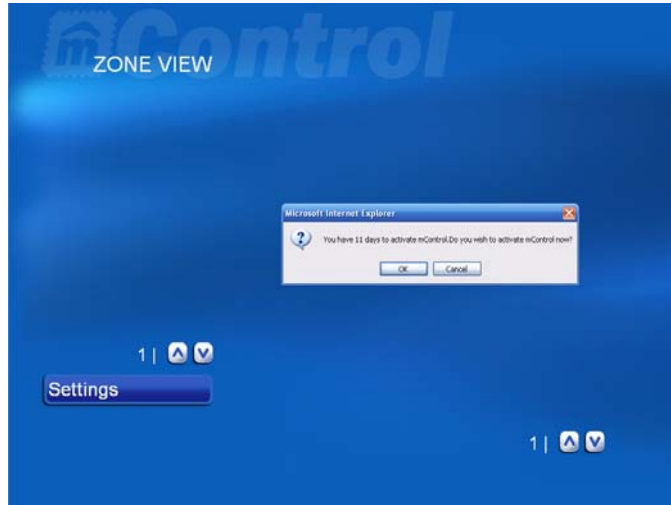 mControl
ZONE VIEW
Microsoft Internet Explorer
You have 11 days to activate mControl.Do you wish to activate mControl now?
OK Cancel
1 |
Settings
1 |